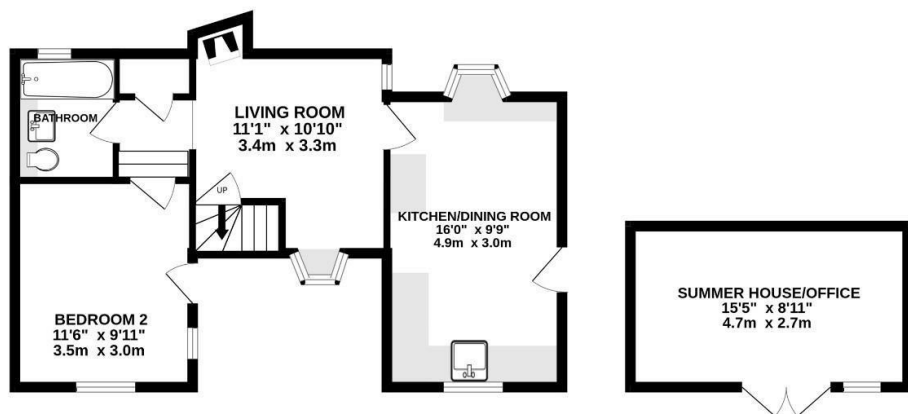 BATHROOM
LIVING ROOM
11'1" x 10'10"
3.4m x 3.3m
UP
KITCHEN/DINING ROOM
16'0" x 9'9"
4.9m x 3.0m
BEDROOM 2
11'6" x 9'11"
3.5m x 3.0m
SUMMER HOUSE/OFFICE
15'5" x 8'11"
4.7m x 2.7m